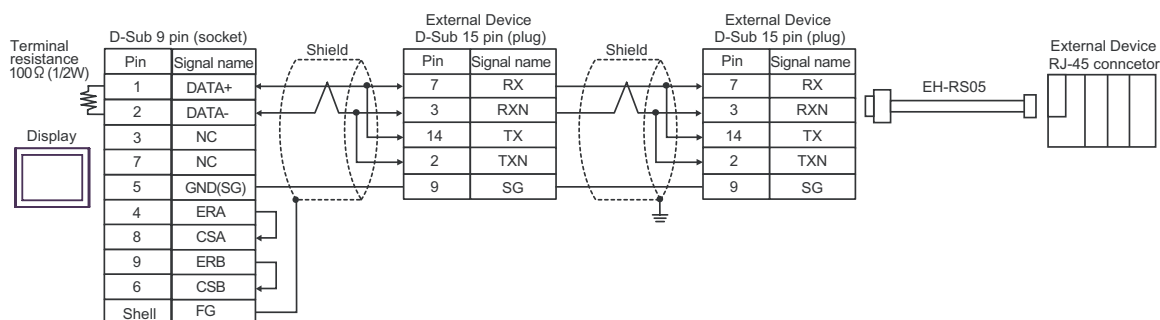 Terminal
resistance
100Ω (1/2W)
Display
D-Sub 9 pin (socket)
Pin Signal name
1 DATA+
2 DATA-
3 NC
7 NC
5 GND(SG)
4 ERA
8 CSA
9 ERB
6 CSB
Shell FG
Shield
External Device
D-Sub 15 pin (plug)
Pin Signal name
7 RX
3 RXN
14 TX
2 TXN
9 SG
Shield
External Device
D-Sub 15 pin (plug)
Pin Signal name
7 RX
3 RXN
14 TX
2 TXN
9 SG
EH-RS05
External Device
RJ-45 conncetor